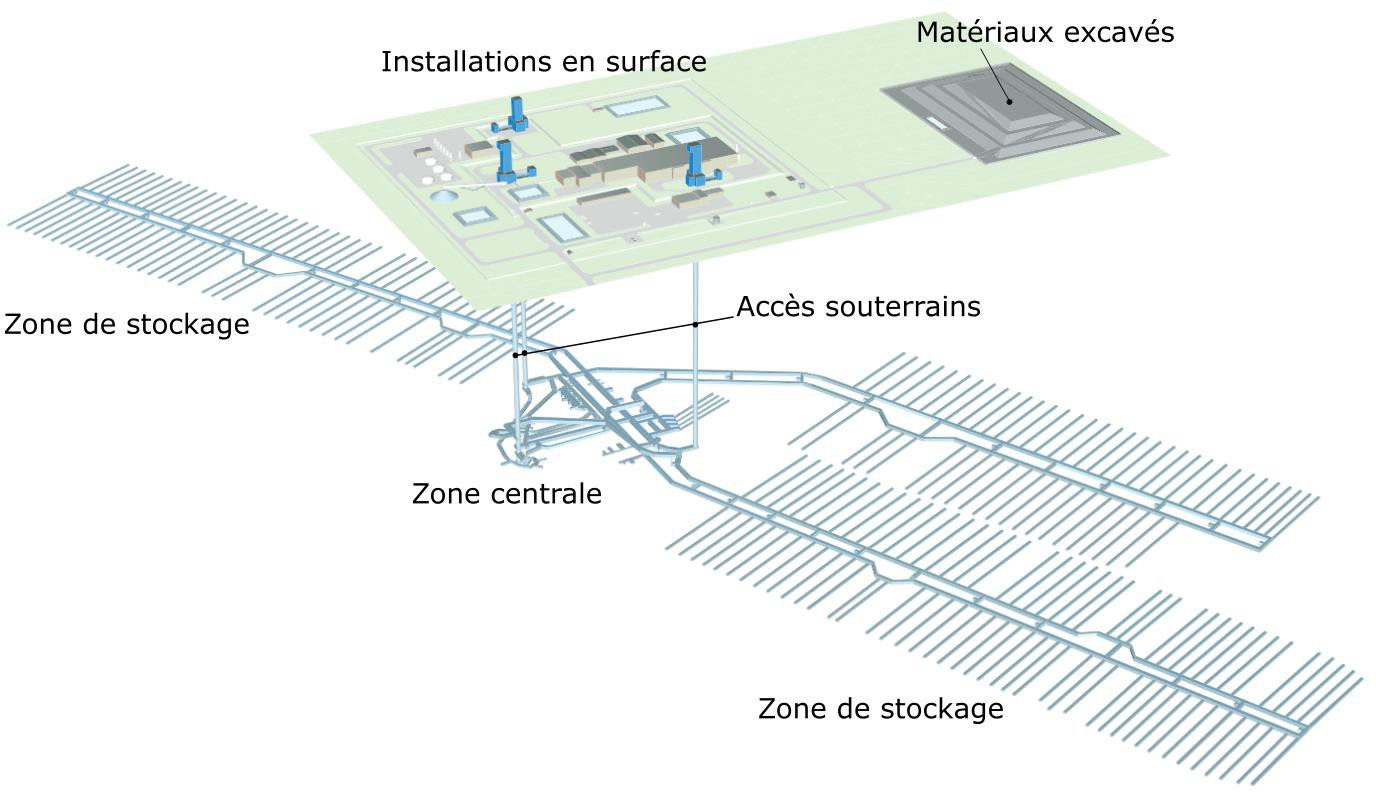 Matériaux excavés
Installations en surface
Accès souterrains
Zone de stockage
Zone centrale
Zone de stockage